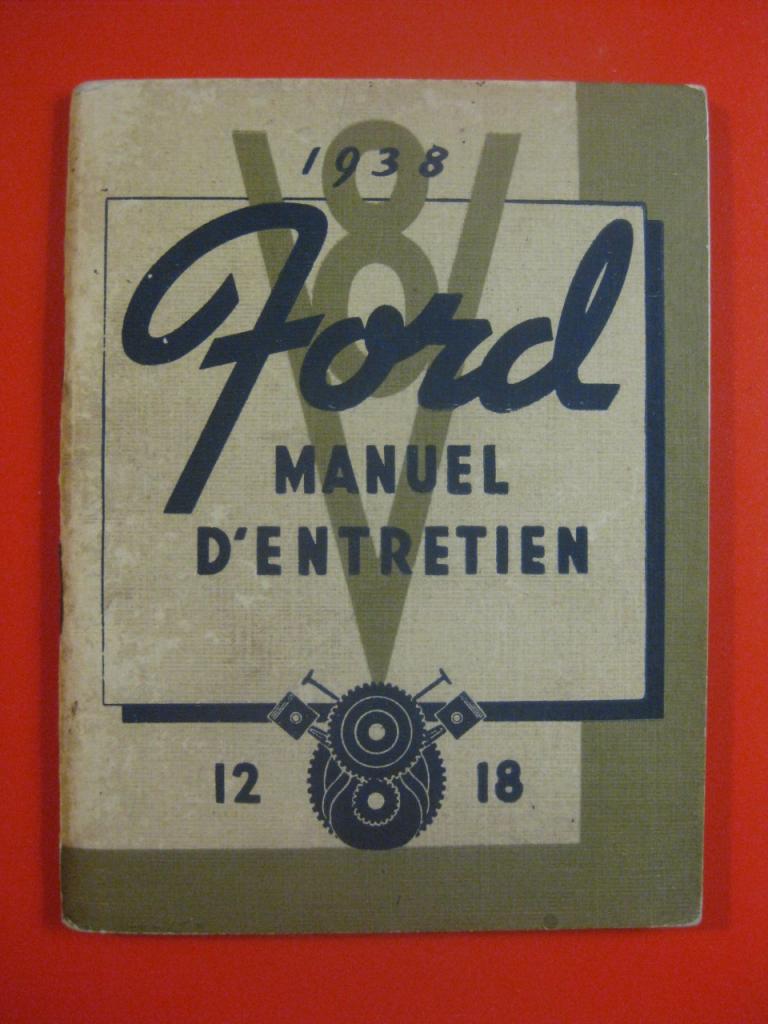 1938
V8
Ford
MANUEL
D'ENTRETIEN
12 18